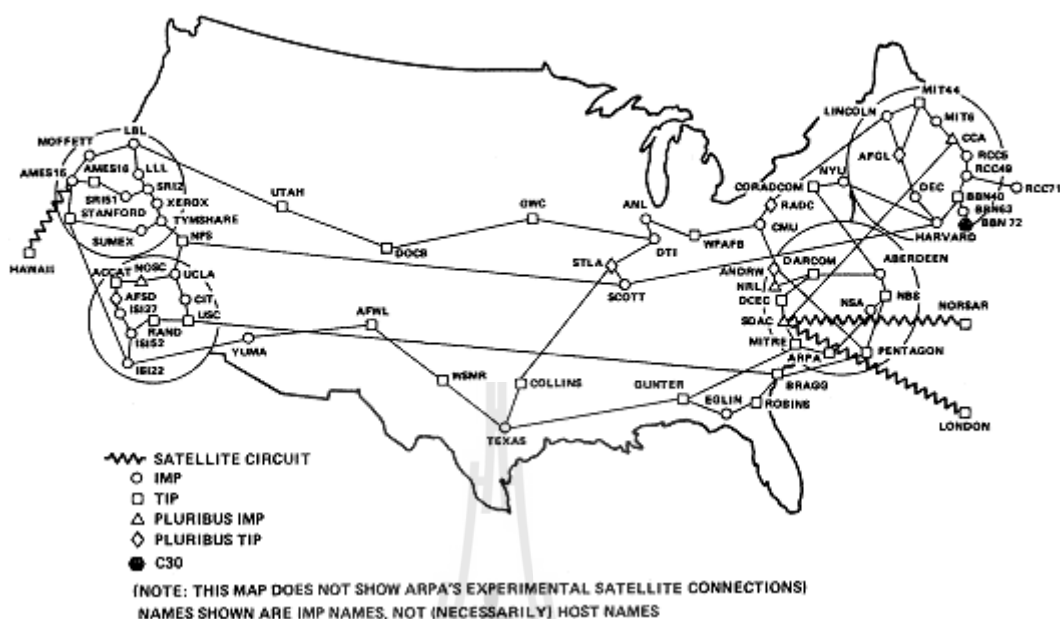 MIT44
LINCOLN
MIT6
CCA
RCC5
RCC49
RCC71
AFGL
DEC
BBN40
BBN63
BBN72
HARVARD
NYU
CORADCOM
RADC
CMU
MOFFETT
LBL
AMES15
AMES16
LLL
SRI2
SRI51
XEROX
STANFORD
TYMSHARE
SUMEX
NPS
HAWAII
UTAH
GWC
DOCB
ANL
DTI
WPAFB
STLA
SCOTT
ANDRW
NRL
DARCOM
ABERDEEN
DCEC
NSA
NBS
SDAC
NORSAR
MITRE
ARPA
PENTAGON
BRAGG
LONDON
ACCAT
NOSC
UCLA
AFSD
CIT
ISI27
RAND
USC
ISI52
ISI22
YUMA
AFWL
WSMR
COLLINS
TEXAS
GUNTER
EGLIN
ROBINS
SATELLITE CIRCUIT
IMP
TIP
PLURIBUS IMP
PLURIBUS TIP
C30
(NOTE: THIS MAP DOES NOT SHOW ARPA'S EXPERIMENTAL SATELLITE CONNECTIONS)
NAMES SHOWN ARE IMP NAMES, NOT (NECESSARILY) HOST NAMES